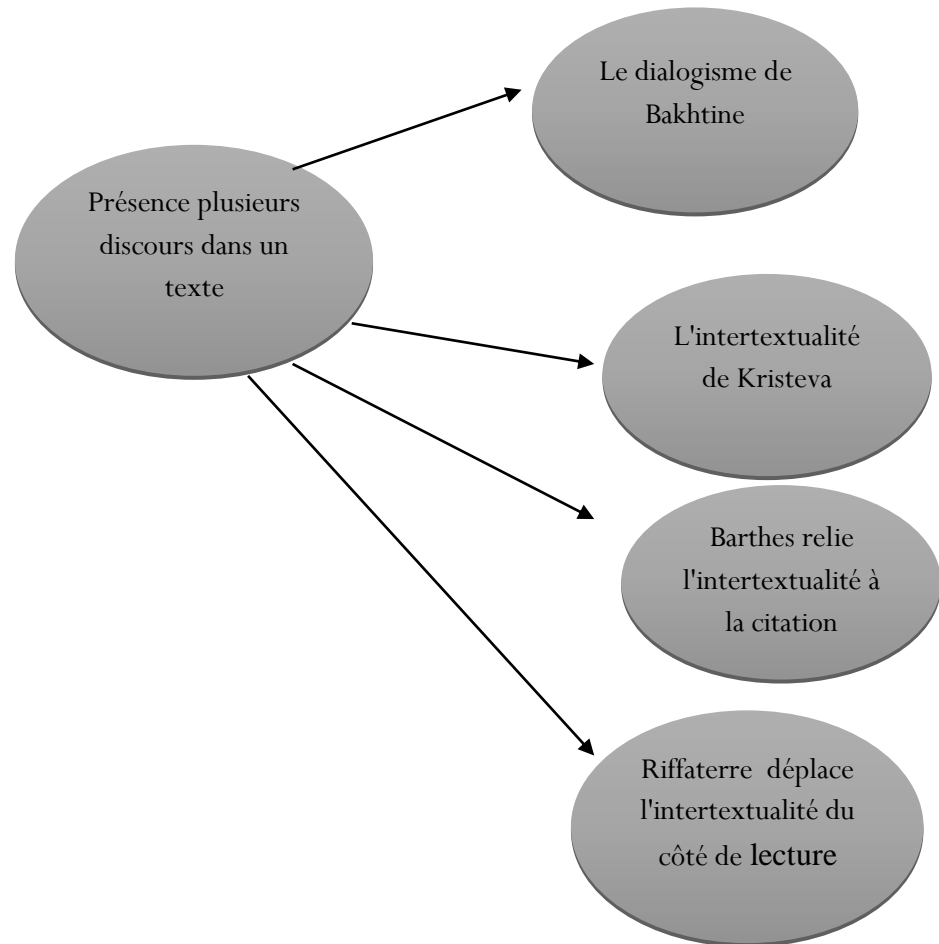 Le dialogisme de
Bakhtine
Présence plusieurs
discours dans un
texte
L'intertextualité
de Kristeva
Barthes relie
l'intertextualité à
la citation
Riffaterre déplace
l'intertextualité du
côté de lecture